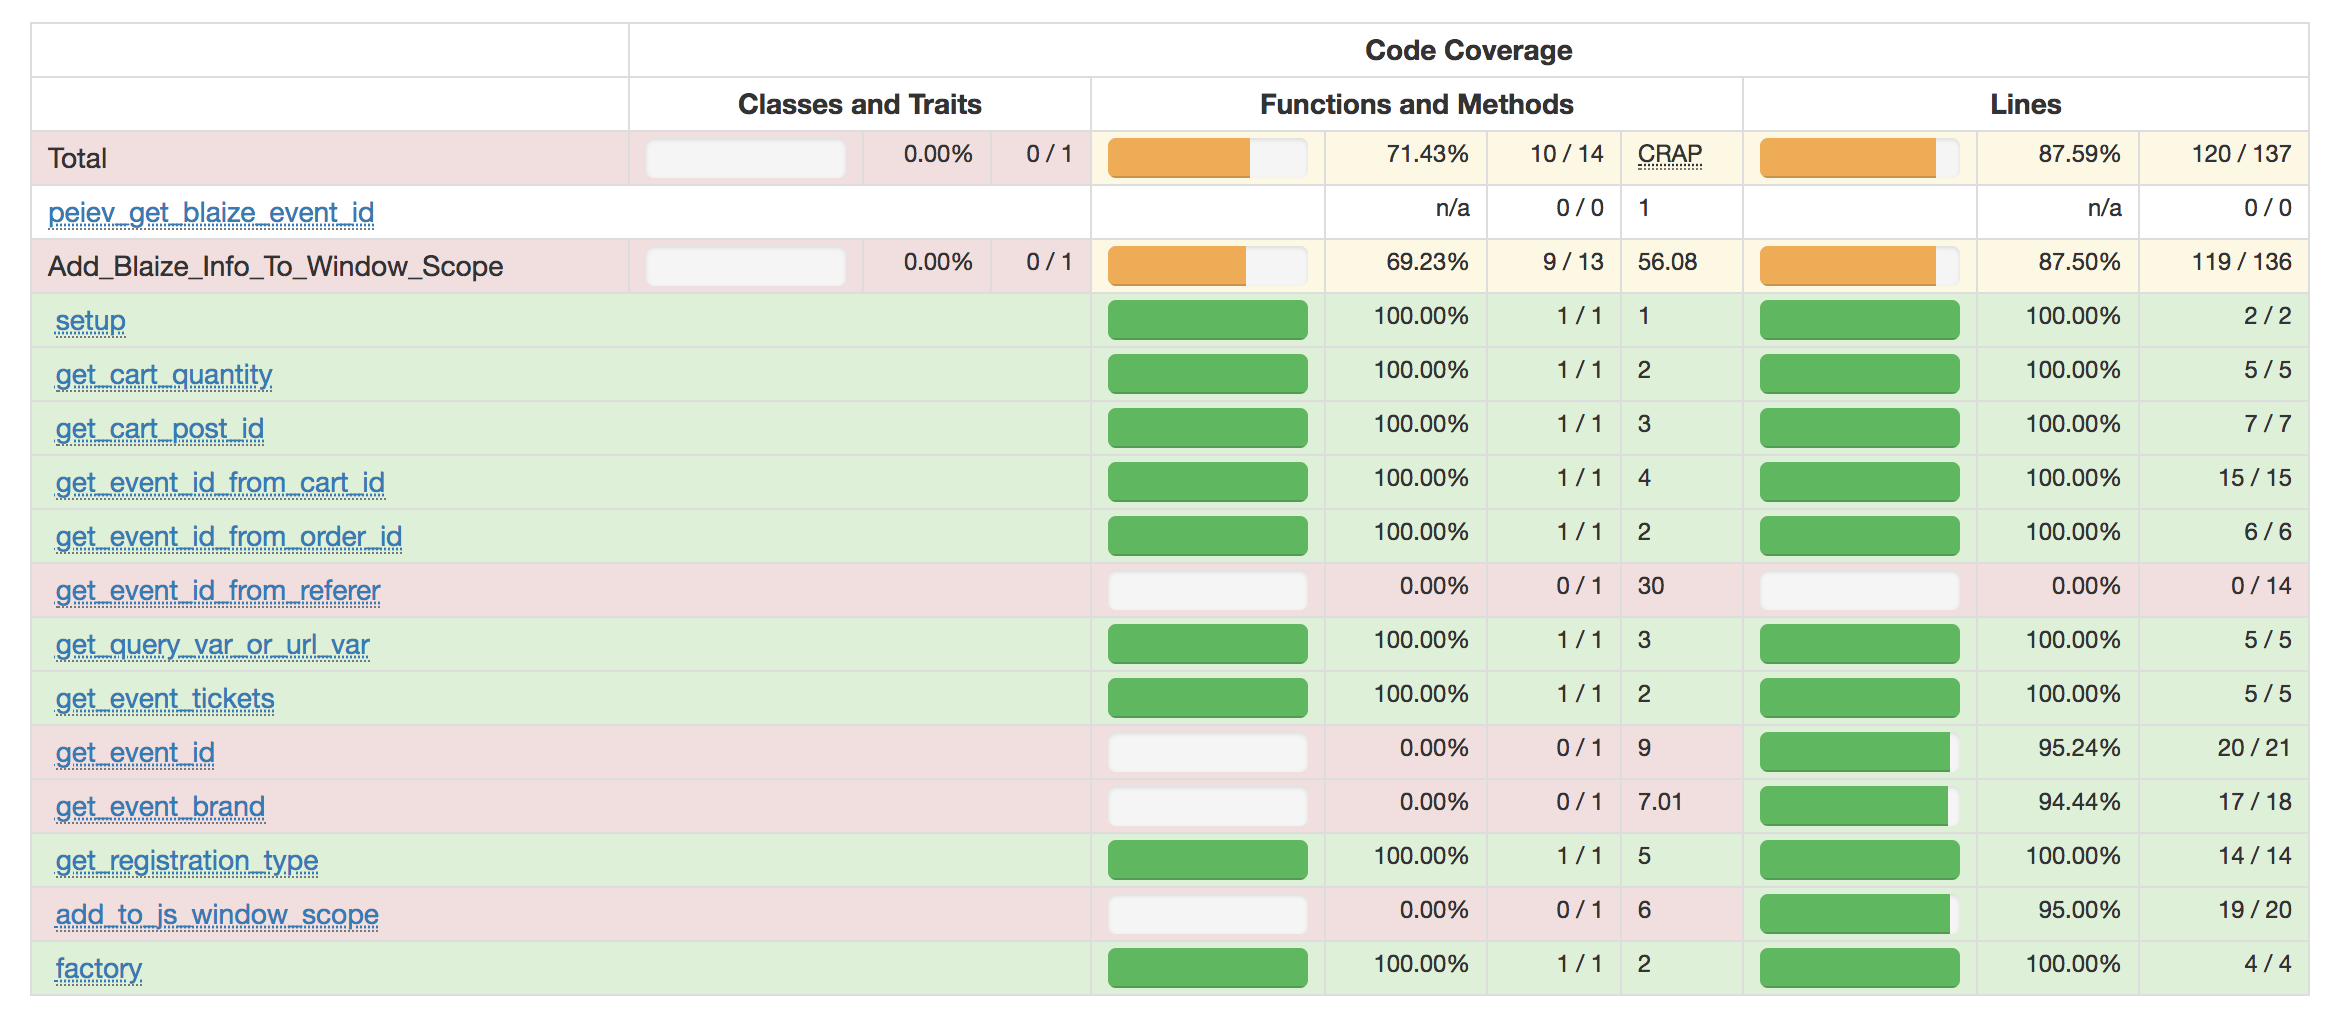 Code Coverage
Classes and Traits Functions and Methods Lines
Total 0.00% 0 / 1 71.43% 10 / 14 CRAP 87.59% 120 / 137
peiev_get_blaize_event_id n/a 0 / 0 1 n/a 0 / 0
Add_Blaize_Info_To_Window_Scope 0.00% 0 / 1 69.23% 9 / 13 56.08 87.50% 119 / 136
setup 100.00% 1 / 1 1 100.00% 2 / 2
get_cart_quantity 100.00% 1 / 1 2 100.00% 5 / 5
get_cart_post_id 100.00% 1 / 1 3 100.00% 7 / 7
get_event_id_from_cart_id 100.00% 1 / 1 4 100.00% 15 / 15
get_event_id_from_order_id 100.00% 1 / 1 2 100.00% 6 / 6
get_event_id_from_referer 0.00% 0 / 1 30 0.00% 0 / 14
get_query_var_or_url_var 100.00% 1 / 1 3 100.00% 5 / 5
get_event_tickets 100.00% 1 / 1 2 100.00% 5 / 5
get_event_id 0.00% 0 / 1 9 95.24% 20 / 21
get_event_brand 0.00% 0 / 1 7.01 94.44% 17 / 18
get_registration_type 100.00% 1 / 1 5 100.00% 14 / 14
add_to_js_window_scope 0.00% 0 / 1 6 95.00% 19 / 20
factory 100.00% 1 / 1 2 100.00% 4 / 4